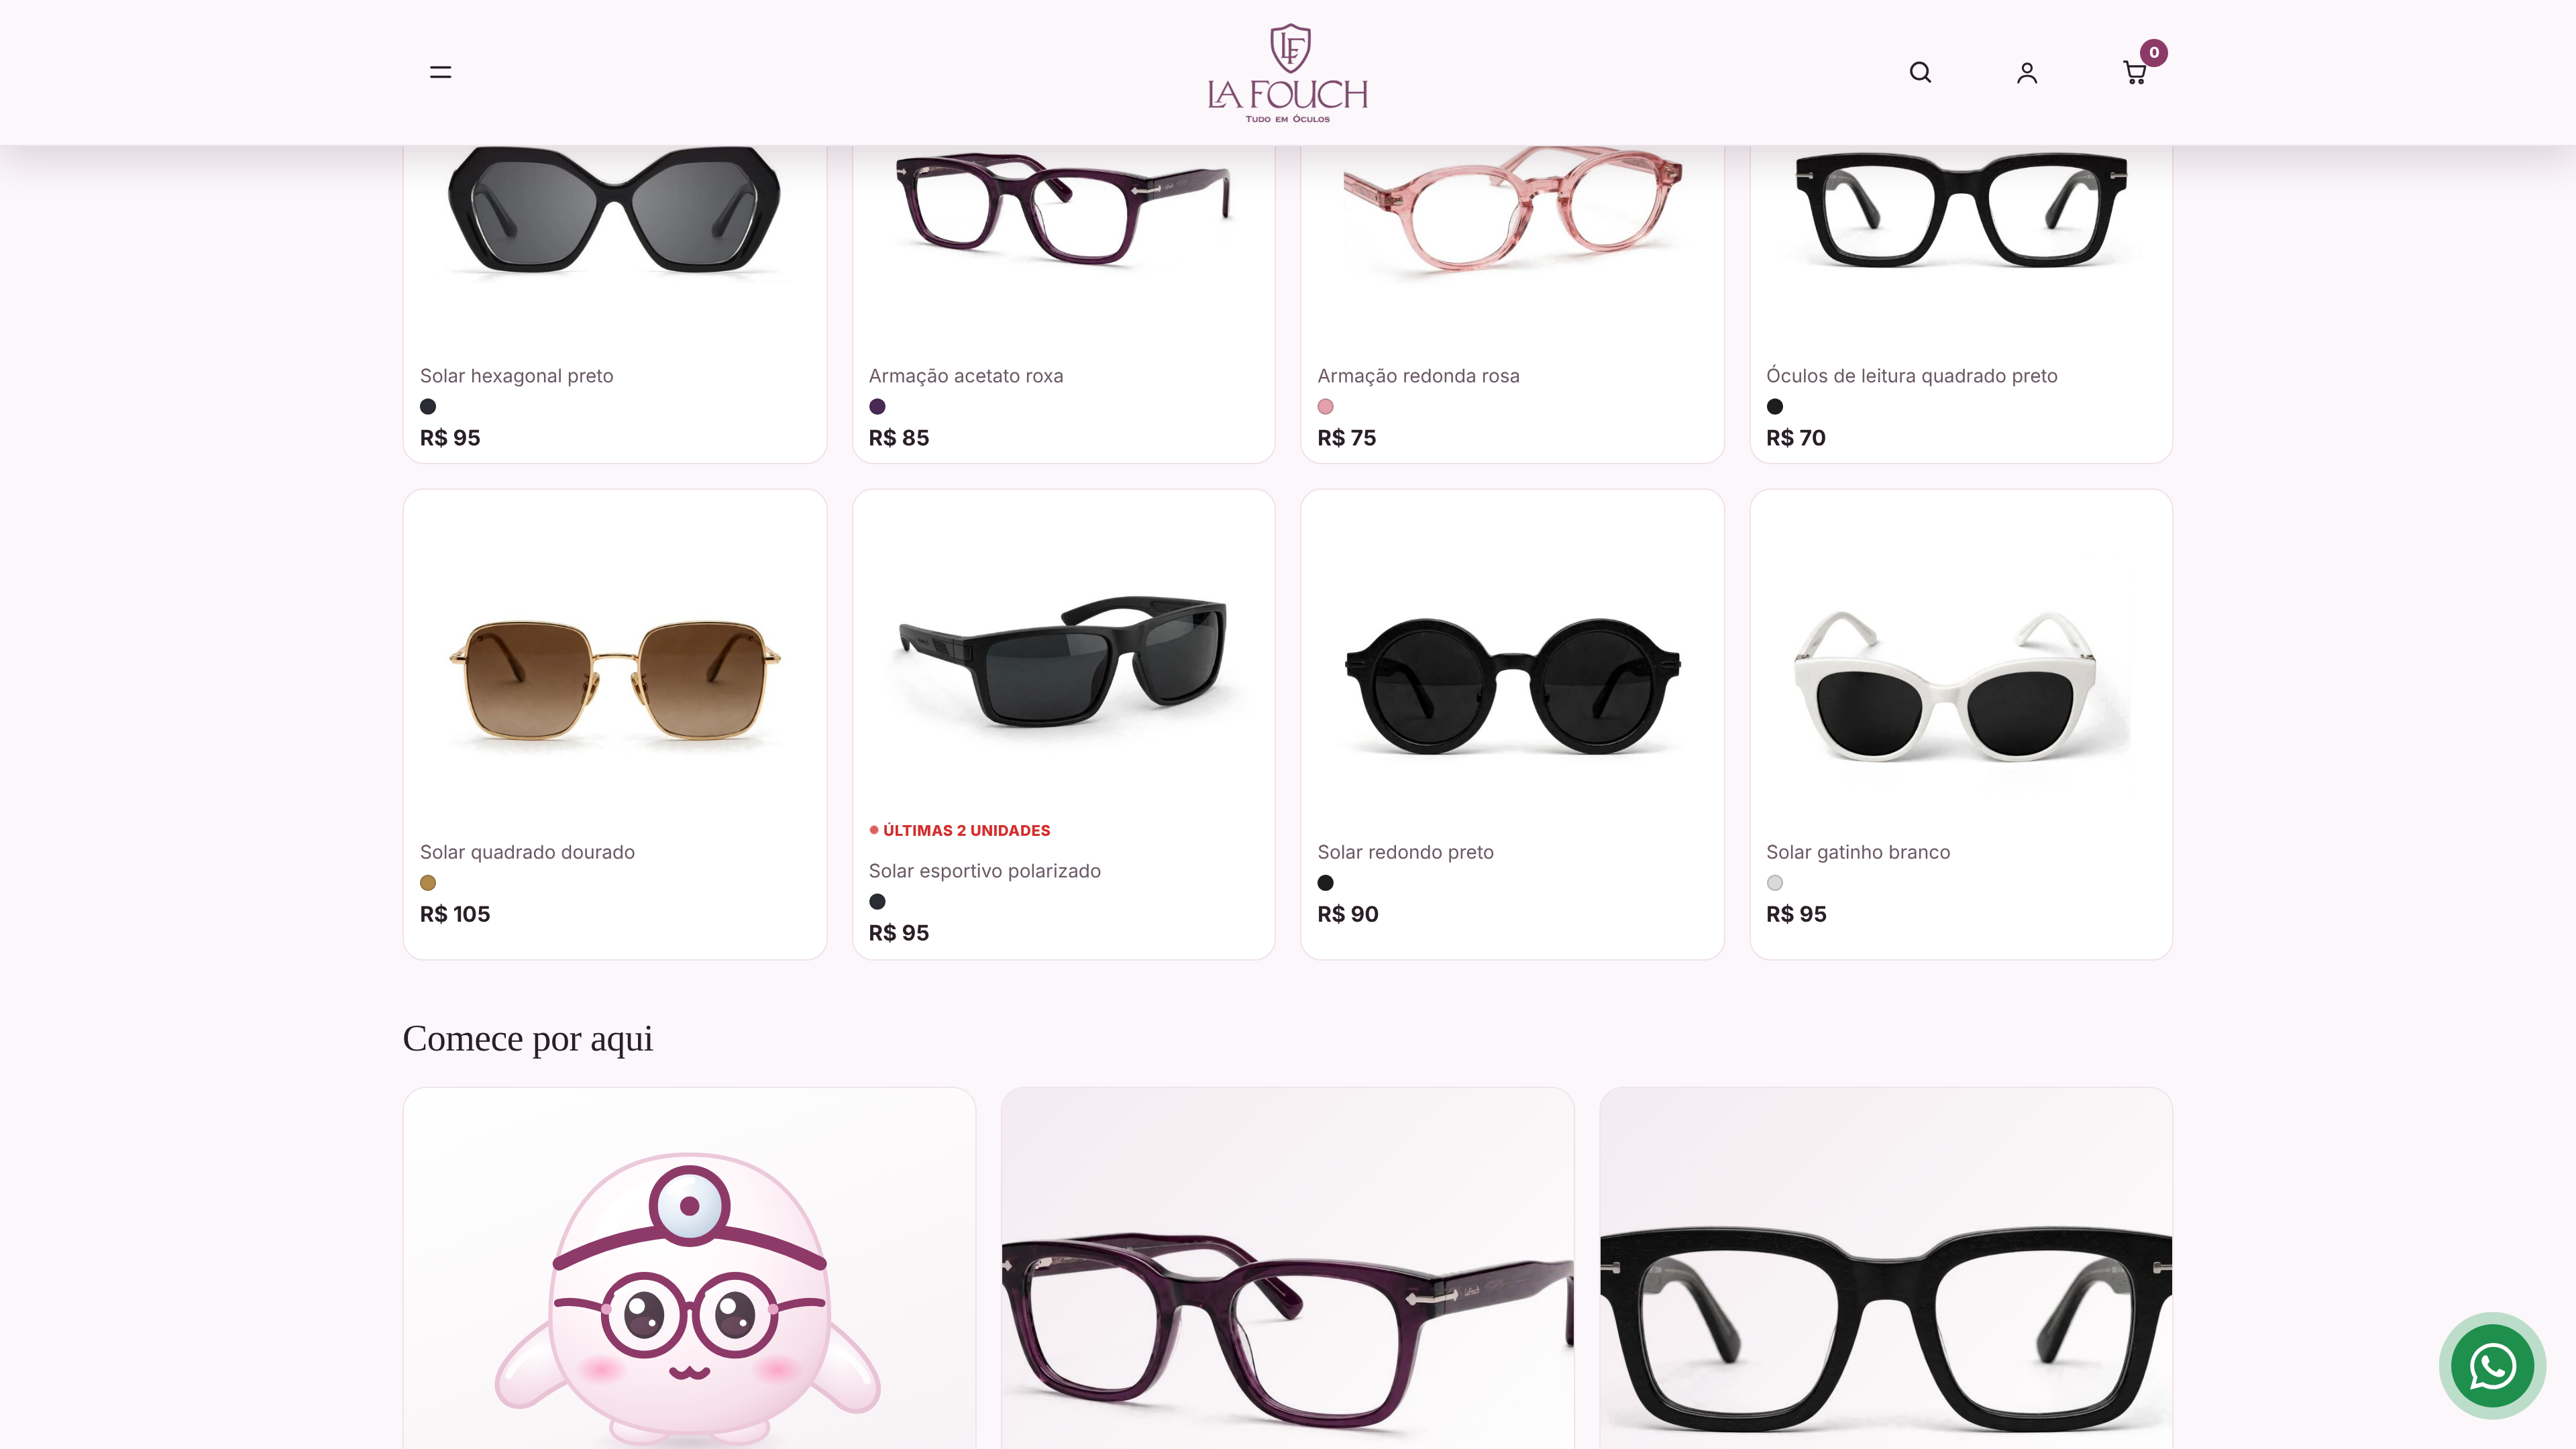 LF
LA FOUCH
TUDO EM ÓCULOS
0
Solar hexagonal preto
R$ 95
Armação acetato roxa
R$ 85
Armação redonda rosa
R$ 75
Óculos de leitura quadrado preto
R$ 70
Solar quadrado dourado
R$ 105
ÚLTIMAS 2 UNIDADES
Solar esportivo polarizado
R$ 95
Solar redondo preto
R$ 90
Solar gatinho branco
R$ 95
Comece por aqui
LaFouch